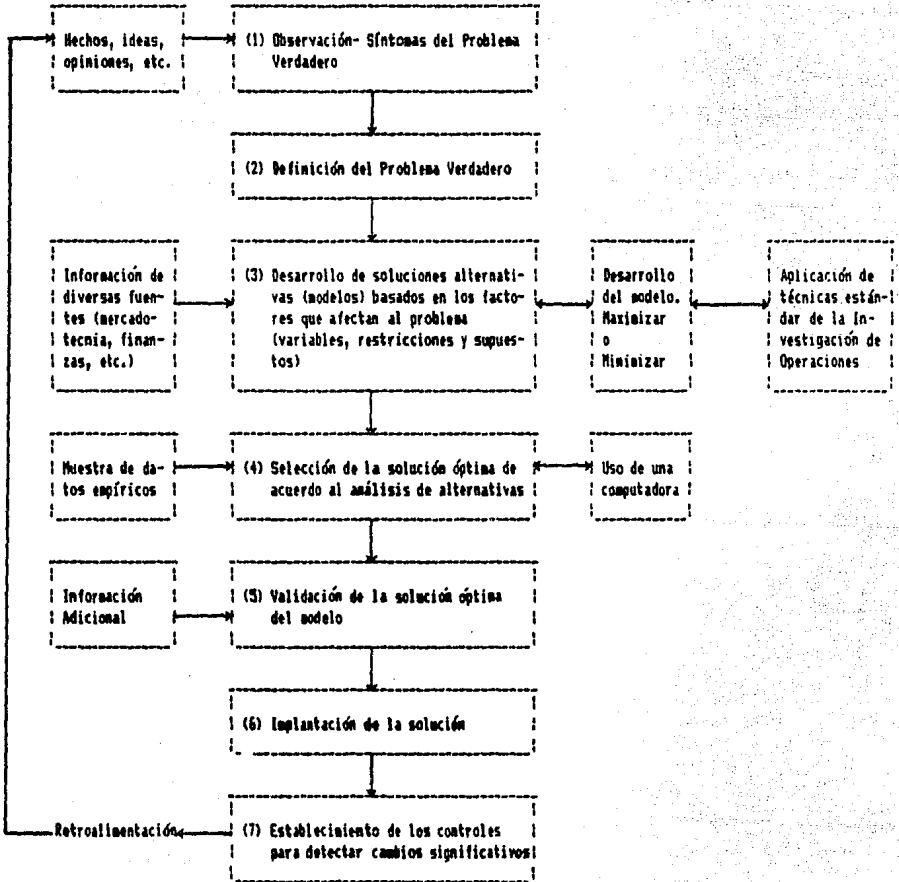 Hechos, ideas,
opiniones, etc.
(1) Observación- Síntomas del Problema
Verdadero
(2) Definición del Problema Verdadero
Información de
diversas fuen-
tes (mercado-
tecnia, finan-
zas, etc.)
(3) Desarrollo de soluciones alternati-
vas (modelos) basados en los facto-
res que afectan al problema
(variables, restricciones y supues-
tos)
Desarrollo
del modelo.
Maximizar
o
Minimizar
Aplicación de
técnicas están-
dar de la In-
vestigación de
Operaciones
Muestra de da-
tos empíricos
(4) Selección de la solución óptima de
acuerdo al análisis de alternativas
Uso de una
computadora
Información
Adicional
(5) Validación de la solución óptima
del modelo
(6) Implantación de la solución
Retroalimentación
(7) Establecimiento de los controles
para detectar cambios significativos